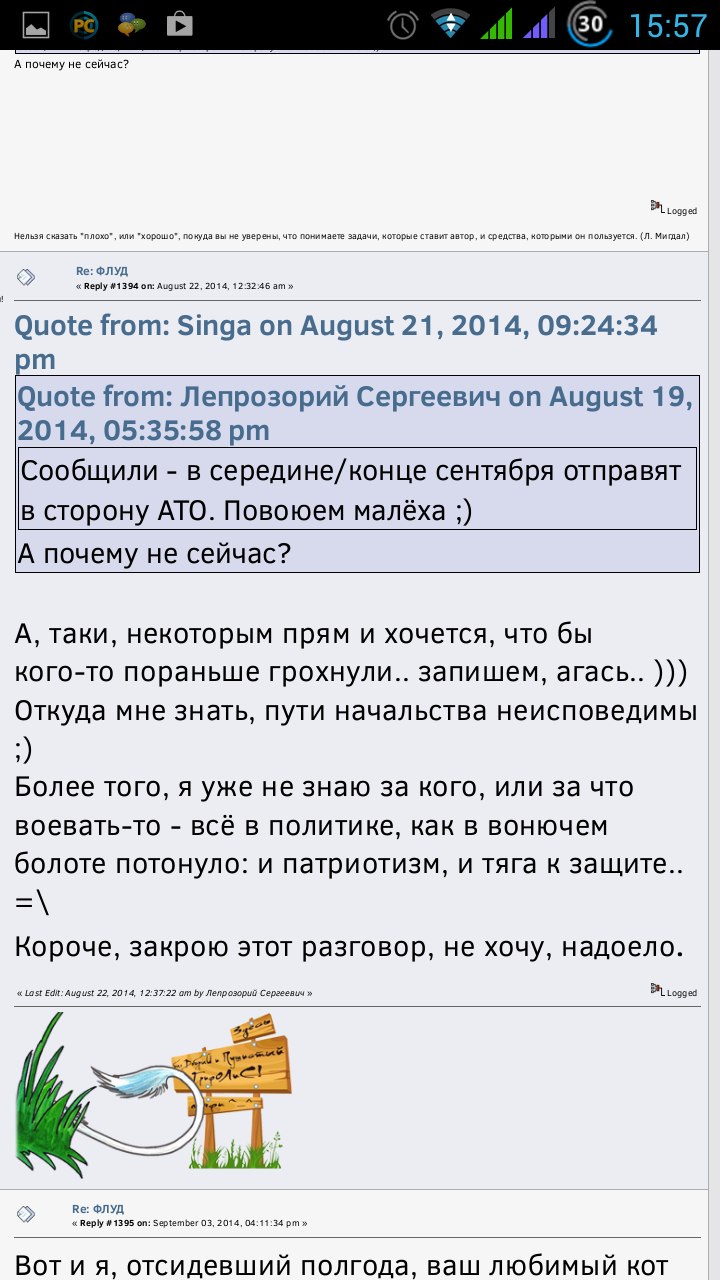 PC
30
15:57
А почему не сейчас?
Logged
Нельзя сказать "плохо", или "хорошо", покуда вы не уверены, что понимаете задачи, которые ставит автор, и средства, которыми он пользуется. (Л. Мигдал)
Re: ФЛУД
« Reply #1394 on: August 22, 2014, 12:32:46 am »
Quote from: Singa on August 21, 2014, 09:24:34
pm
Quote from: Лепрозорий Сергеевич on August 19,
2014, 05:35:58 pm
Сообщили - в середине/конце сентября отправят
в сторону АТО. Повоюем малёха ;)
А почему не сейчас?
А, таки, некоторым прям и хочется, что бы
кого-то пораньше грохнули.. запишем, агась.. )))
Откуда мне знать, пути начальства неисповедимы
;)
Более того, я уже не знаю за кого, или за что
воевать-то - всё в политике, как в вонючем
болоте потонуло: и патриотизм, и тяга к защите..
=\
Короче, закрою этот разговор, не хочу, надоело.
« Last Edit: August 22, 2014, 12:37:22 am by Лепрозорий Сергеевич »
Logged
Здесь
Добрый и Пушистый
Re: ФЛУД
« Reply #1395 on: September 03, 2014, 04:11:34 pm »
Вот и я, отсидевший полгода, ваш любимый кот